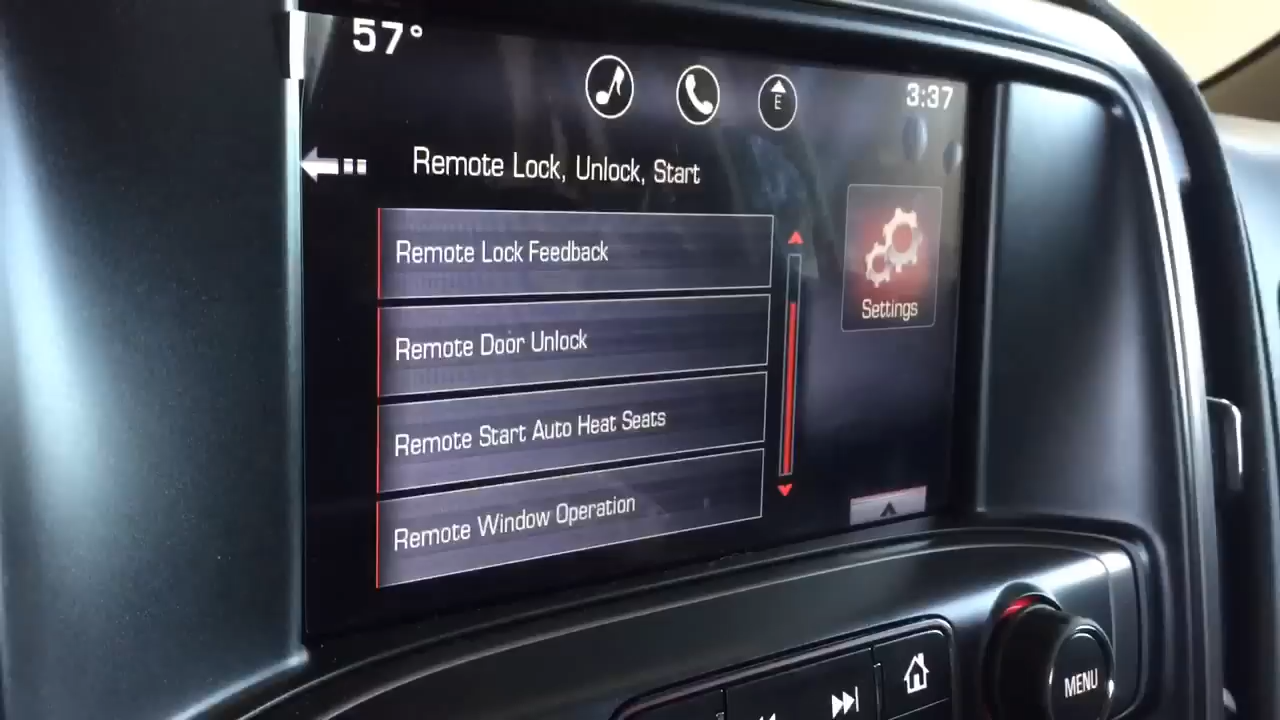 57°
E
3:37
Remote Lock, Unlock, Start
Remote Lock Feedback
Remote Door Unlock
Remote Start Auto Heat Seats
Remote Window Operation
Settings
MENU